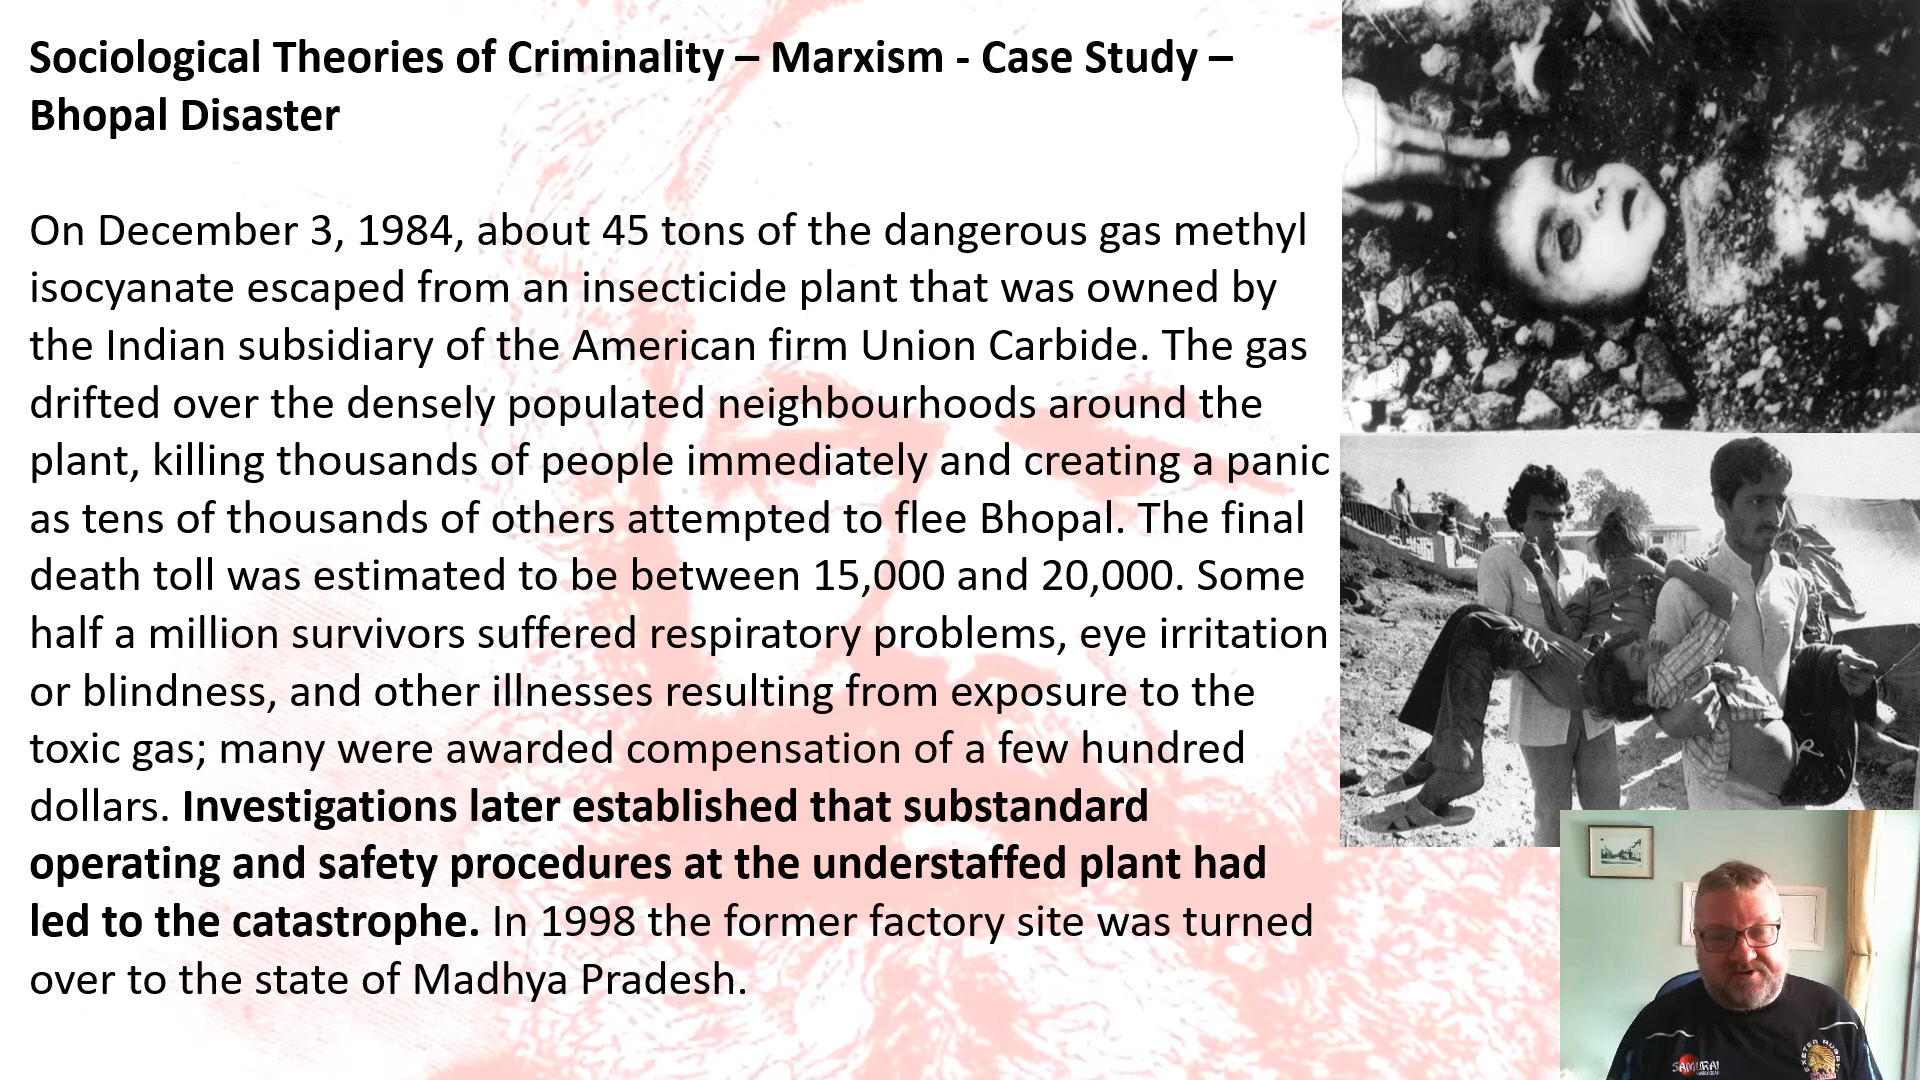 Sociological Theories of Criminality – Marxism - Case Study –
Bhopal Disaster
On December 3, 1984, about 45 tons of the dangerous gas methyl
isocyanate escaped from an insecticide plant that was owned by
the Indian subsidiary of the American firm Union Carbide. The gas
drifted over the densely populated neighbourhoods around the
plant, killing thousands of people immediately and creating a panic
as tens of thousands of others attempted to flee Bhopal. The final
death toll was estimated to be between 15,000 and 20,000. Some
half a million survivors suffered respiratory problems, eye irritation
or blindness, and other illnesses resulting from exposure to the
toxic gas; many were awarded compensation of a few hundred
dollars. Investigations later established that substandard
operating and safety procedures at the understaffed plant had
led to the catastrophe. In 1998 the former factory site was turned
over to the state of Madhya Pradesh.
SAMURAI
EXETER RUGBY